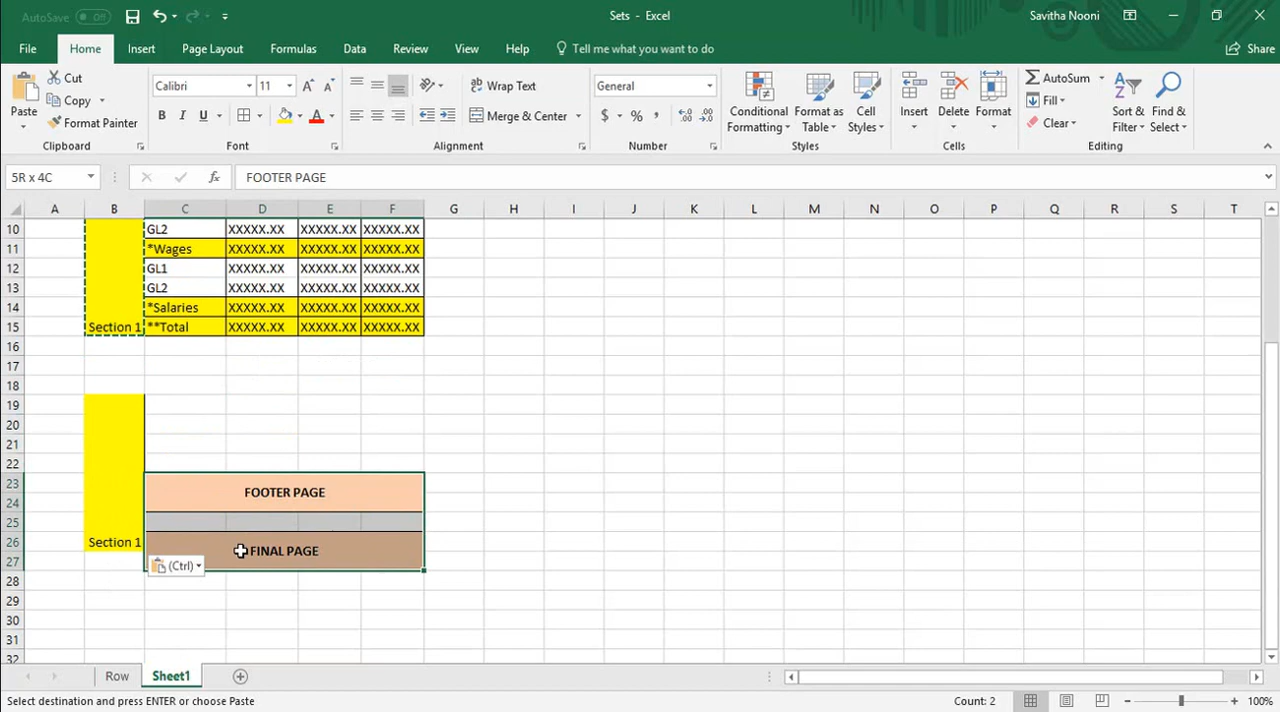 AutoSave Off
Sets - Excel
Savitha Nooni
File Home Insert Page Layout Formulas Data Review View Help Tell me what you want to do Share
Paste
Cut
Copy
Format Painter
Clipboard
Calibri 11
B I U
Font
Wrap Text
Merge & Center
Alignment
General
$ % ,
Number
Conditional Formatting
Format as Table
Cell Styles
Styles
Insert
Delete
Format
Cells
AutoSum
Fill
Clear
Sort & Filter
Find & Select
Editing
5R x 4C
fx
FOOTER PAGE
A B C D E F G H I J K L M N O P Q R S T
10 GL2 XXXXX.XX XXXXX.XX XXXXX.XX
11 *Wages XXXXX.XX XXXXX.XX XXXXX.XX
12 GL1 XXXXX.XX XXXXX.XX XXXXX.XX
13 GL2 XXXXX.XX XXXXX.XX XXXXX.XX
14 *Salaries XXXXX.XX XXXXX.XX XXXXX.XX
15 Section 1 **Total XXXXX.XX XXXXX.XX XXXXX.XX
16
17
18
19
20
21
22
23
FOOTER PAGE
24
25
26 Section 1
FINAL PAGE
27
(Ctrl)
28
29
30
31
32
Row Sheet1
Select destination and press ENTER or choose Paste
Count: 2
100%